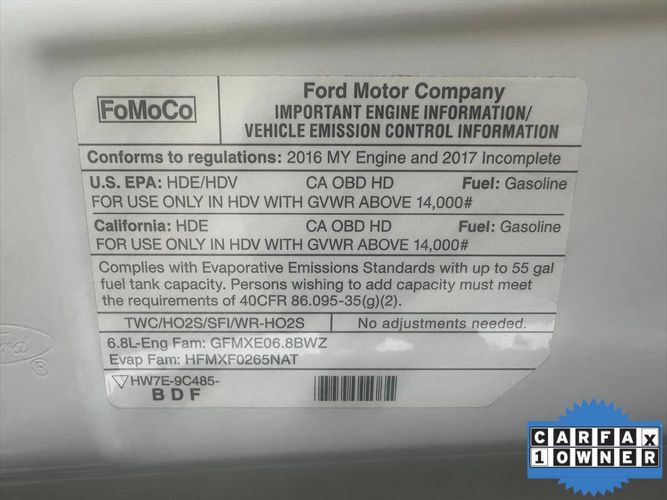 FoMoCo
Ford Motor Company
IMPORTANT ENGINE INFORMATION/
VEHICLE EMISSION CONTROL INFORMATION
Conforms to regulations: 2016 MY Engine and 2017 Incomplete
U.S. EPA: HDE/HDV CA OBD HD Fuel: Gasoline
FOR USE ONLY IN HDV WITH GVWR ABOVE 14,000#
California: HDE CA OBD HD Fuel: Gasoline
FOR USE ONLY IN HDV WITH GVWR ABOVE 14,000#
Complies with Evaporative Emissions Standards with up to 55 gal
fuel tank capacity. Persons wishing to add capacity must meet
the requirements of 40CFR 86.095-35(g)(2).
TWC/HO2S/SFI/WR-HO2S No adjustments needed.
6.8L-Eng Fam: GFMXE06.8BWZ
Evap Fam: HFMXF0265NAT
HW7E-9C485-
BDF
Ford
CARFAX
1 OWNER